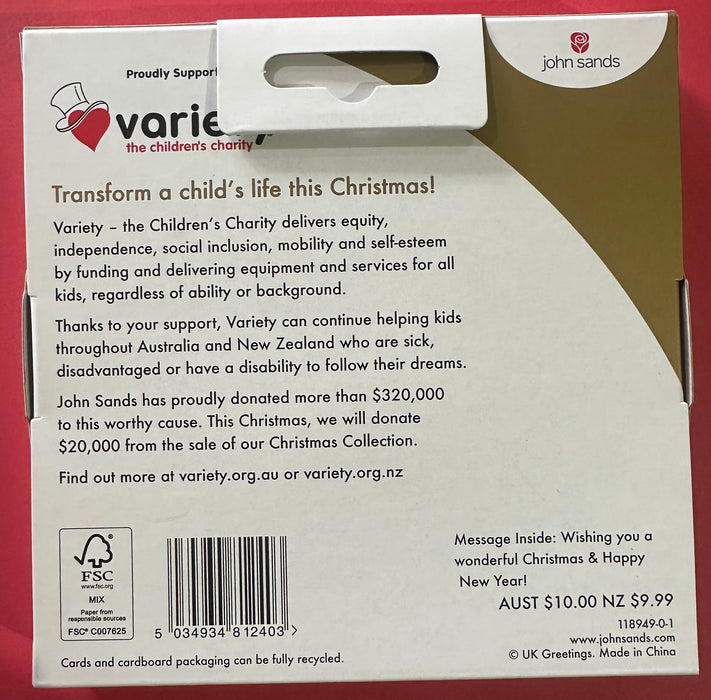 Proudly Support
john sands
varie
the children's charity
Transform a child's life this Christmas!
Variety – the Children's Charity delivers equity,
independence, social inclusion, mobility and self-esteem
by funding and delivering equipment and services for all
kids, regardless of ability or background.
Thanks to your support, Variety can continue helping kids
throughout Australia and New Zealand who are sick,
disadvantaged or have a disability to follow their dreams.
John Sands has proudly donated more than $320,000
to this worthy cause. This Christmas, we will donate
$20,000 from the sale of our Christmas Collection.
Find out more at variety.org.au or variety.org.nz
FSC
www.fsc.org
MIX
Paper from
responsible sources
FSC® C007625
5 034934 812403 >
Message Inside: Wishing you a
wonderful Christmas & Happy
New Year!
AUST $10.00 NZ $9.99
118949-0-1
www.johnsands.com
© UK Greetings. Made in China
Cards and cardboard packaging can be fully recycled.